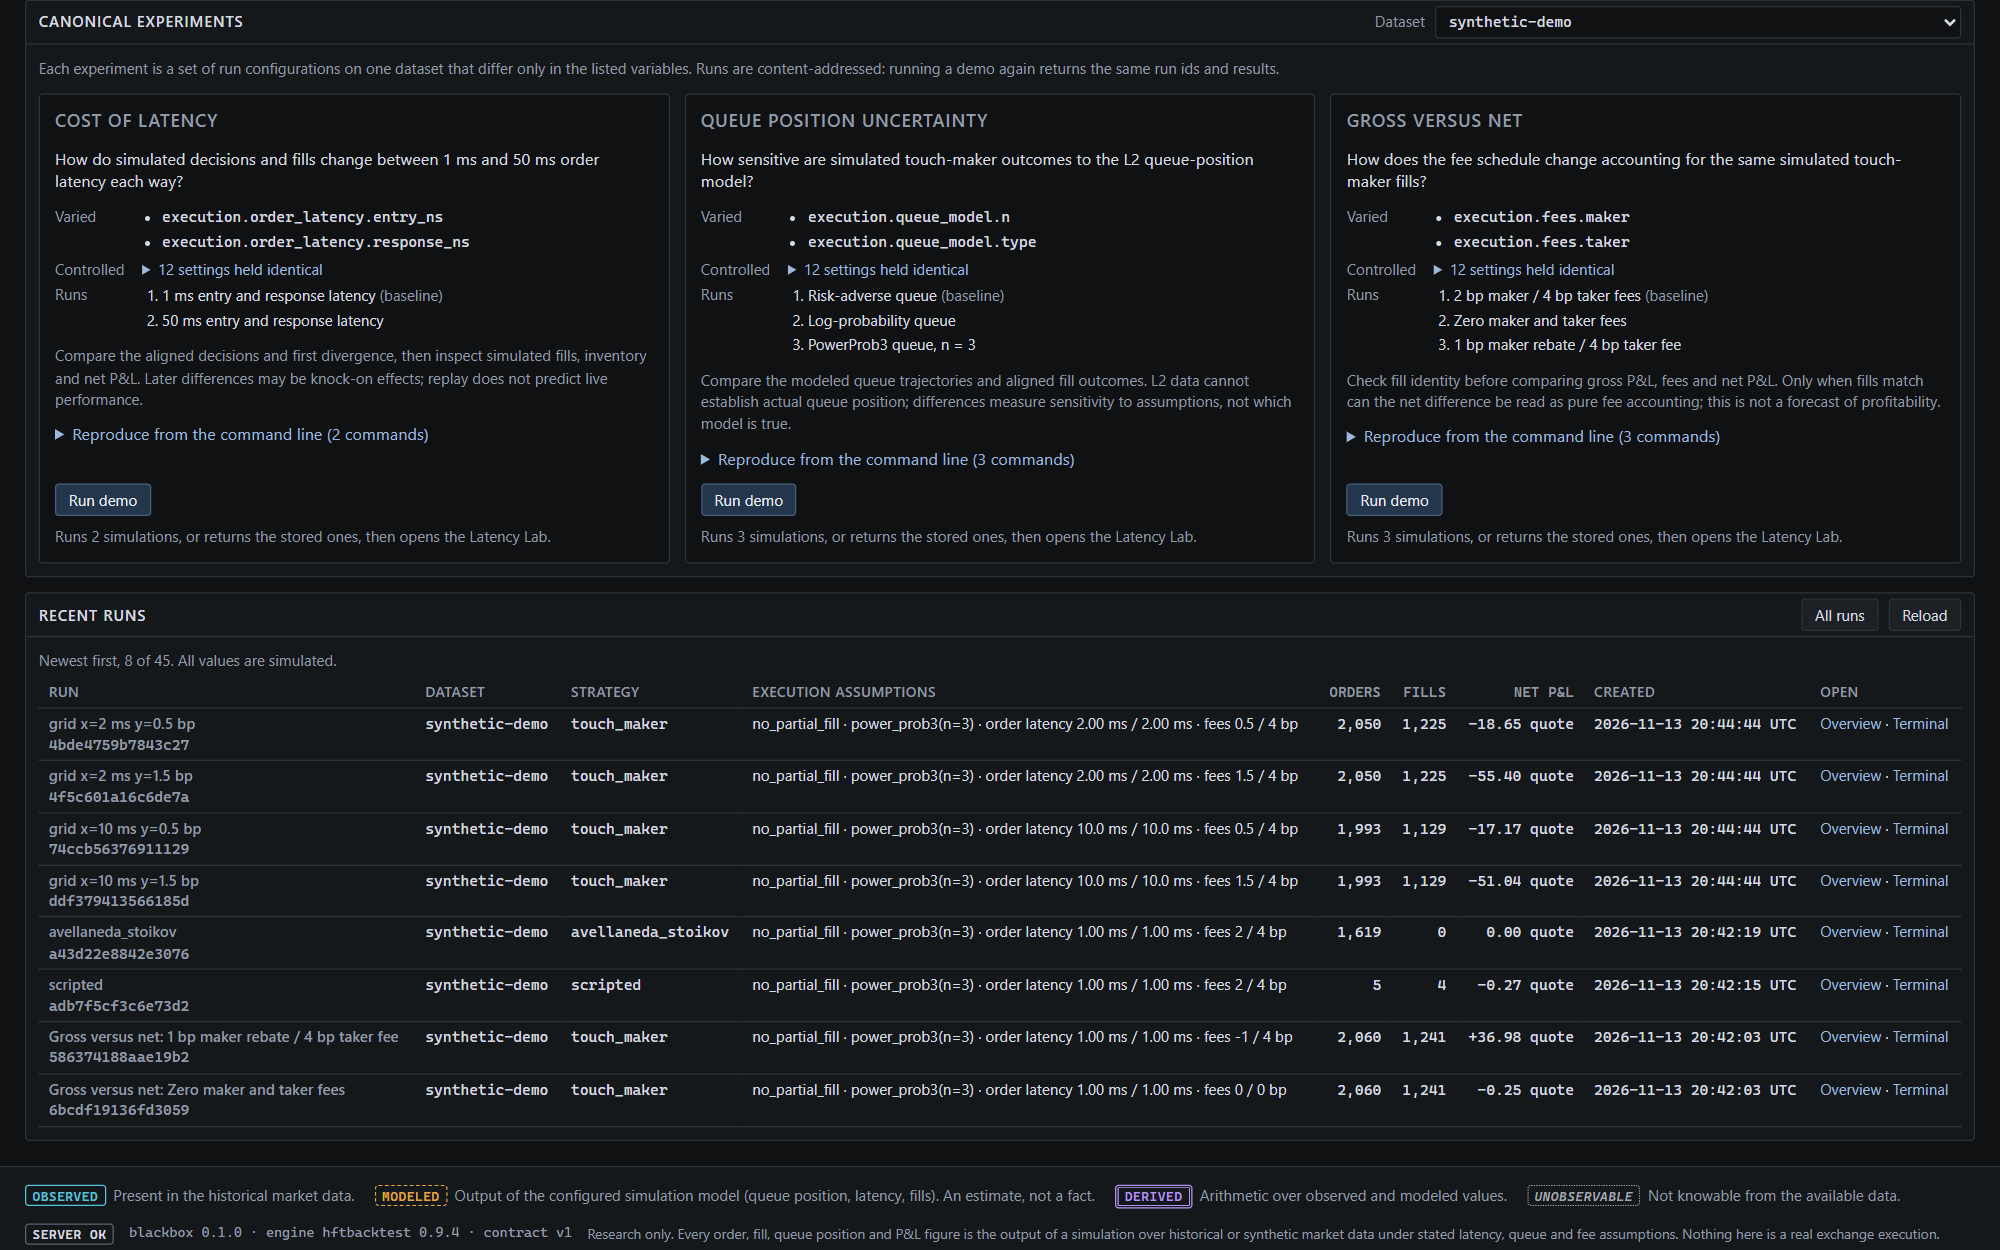 CANONICAL EXPERIMENTS
Dataset synthetic-demo
Each experiment is a set of run configurations on one dataset that differ only in the listed variables. Runs are content-addressed: running a demo again returns the same run ids and results.
COST OF LATENCY
How do simulated decisions and fills change between 1 ms and 50 ms order
latency each way?
Varied • execution.order_latency.entry_ns
• execution.order_latency.response_ns
Controlled ▶ 12 settings held identical
Runs 1. 1 ms entry and response latency (baseline)
2. 50 ms entry and response latency
Compare the aligned decisions and first divergence, then inspect simulated fills, inventory
and net P&L. Later differences may be knock-on effects; replay does not predict live
performance.
▶ Reproduce from the command line (2 commands)
Run demo
Runs 2 simulations, or returns the stored ones, then opens the Latency Lab.
QUEUE POSITION UNCERTAINTY
How sensitive are simulated touch-maker outcomes to the L2 queue-position
model?
Varied • execution.queue_model.n
• execution.queue_model.type
Controlled ▶ 12 settings held identical
Runs 1. Risk-adverse queue (baseline)
2. Log-probability queue
3. PowerProb3 queue, n = 3
Compare the modeled queue trajectories and aligned fill outcomes. L2 data cannot
establish actual queue position; differences measure sensitivity to assumptions, not which
model is true.
▶ Reproduce from the command line (3 commands)
Run demo
Runs 3 simulations, or returns the stored ones, then opens the Latency Lab.
GROSS VERSUS NET
How does the fee schedule change accounting for the same simulated touch-
maker fills?
Varied • execution.fees.maker
• execution.fees.taker
Controlled ▶ 12 settings held identical
Runs 1. 2 bp maker / 4 bp taker fees (baseline)
2. Zero maker and taker fees
3. 1 bp maker rebate / 4 bp taker fee
Check fill identity before comparing gross P&L, fees and net P&L. Only when fills match
can the net difference be read as pure fee accounting; this is not a forecast of profitability.
▶ Reproduce from the command line (3 commands)
Run demo
Runs 3 simulations, or returns the stored ones, then opens the Latency Lab.
RECENT RUNS
All runs Reload
Newest first, 8 of 45. All values are simulated.
RUN DATASET STRATEGY EXECUTION ASSUMPTIONS ORDERS FILLS NET P&L CREATED OPEN
grid x=2 ms y=0.5 bp synthetic-demo touch_maker no_partial_fill · power_prob3(n=3) · order latency 2.00 ms / 2.00 ms · fees 0.5 / 4 bp 2,050 1,225 −18.65 quote 2026-11-13 20:44:44 UTC Overview · Terminal
4bde4759b7843c27
grid x=2 ms y=1.5 bp synthetic-demo touch_maker no_partial_fill · power_prob3(n=3) · order latency 2.00 ms / 2.00 ms · fees 1.5 / 4 bp 2,050 1,225 −55.40 quote 2026-11-13 20:44:44 UTC Overview · Terminal
4f5c601a16c6de7a
grid x=10 ms y=0.5 bp synthetic-demo touch_maker no_partial_fill · power_prob3(n=3) · order latency 10.0 ms / 10.0 ms · fees 0.5 / 4 bp 1,993 1,129 −17.17 quote 2026-11-13 20:44:44 UTC Overview · Terminal
74ccb56376911129
grid x=10 ms y=1.5 bp synthetic-demo touch_maker no_partial_fill · power_prob3(n=3) · order latency 10.0 ms / 10.0 ms · fees 1.5 / 4 bp 1,993 1,129 −51.04 quote 2026-11-13 20:44:44 UTC Overview · Terminal
ddf379413566185d
avellaneda_stoikov synthetic-demo avellaneda_stoikov no_partial_fill · power_prob3(n=3) · order latency 1.00 ms / 1.00 ms · fees 2 / 4 bp 1,619 0 0.00 quote 2026-11-13 20:42:19 UTC Overview · Terminal
a43d22e8842e3076
scripted synthetic-demo scripted no_partial_fill · power_prob3(n=3) · order latency 1.00 ms / 1.00 ms · fees 2 / 4 bp 5 4 −0.27 quote 2026-11-13 20:42:15 UTC Overview · Terminal
adb7f5cf3c6e73d2
Gross versus net: 1 bp maker rebate / 4 bp taker fee synthetic-demo touch_maker no_partial_fill · power_prob3(n=3) · order latency 1.00 ms / 1.00 ms · fees -1 / 4 bp 2,060 1,241 +36.98 quote 2026-11-13 20:42:03 UTC Overview · Terminal
586374188aae19b2
Gross versus net: Zero maker and taker fees synthetic-demo touch_maker no_partial_fill · power_prob3(n=3) · order latency 1.00 ms / 1.00 ms · fees 0 / 0 bp 2,060 1,241 −0.25 quote 2026-11-13 20:42:03 UTC Overview · Terminal
6bcdf19136fd3059
OBSERVED Present in the historical market data. MODELED Output of the configured simulation model (queue position, latency, fills). An estimate, not a fact. DERIVED Arithmetic over observed and modeled values. UNOBSERVABLE Not knowable from the available data.
SERVER OK blackbox 0.1.0 · engine hftbacktest 0.9.4 · contract v1 Research only. Every order, fill, queue position and P&L figure is the output of a simulation over historical or synthetic market data under stated latency, queue and fee assumptions. Nothing here is a real exchange execution.